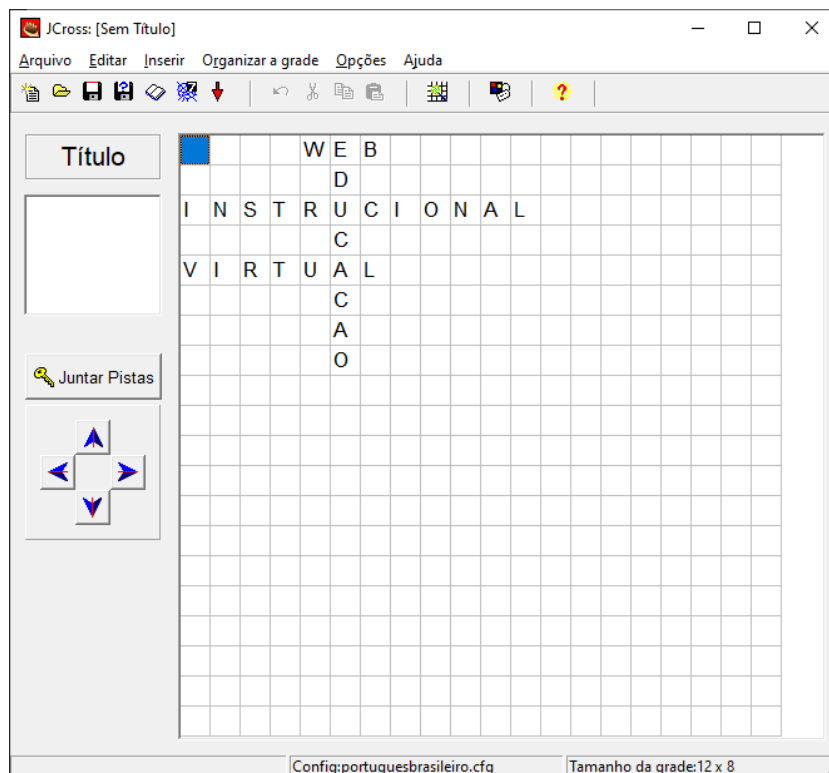 JCross: [Sem Título]
Arquivo Editar Inserir Organizar a grade Opções Ajuda
Título
W E B
D
I N S T R U C I O N A L
C
V I R T U A L
C
A
O
Juntar Pistas
Config:portuguesbrasileiro.cfg Tamanho da grade:12 x 8